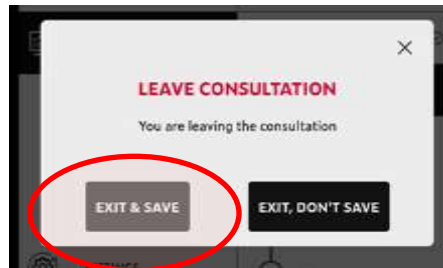 LEAVE CONSULTATION
You are leaving the consultation
EXIT & SAVE
EXIT, DON'T SAVE